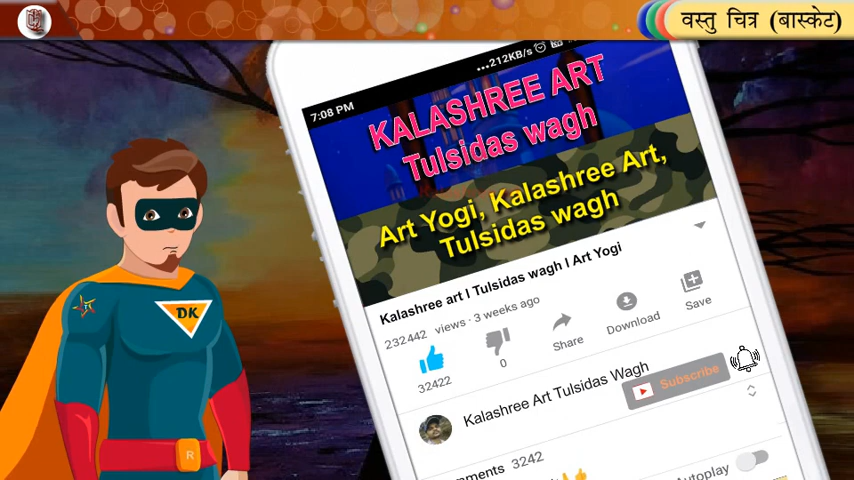 वस्तु चित्र (बास्केट)
7:08 PM
...212KB/s
KALASHREE ART
Tulsidas wagh
Art Yogi, Kalashree Art,
Tulsidas wagh
Kalashree art I Tulsidas wagh I Art Yogi
232442 views · 3 weeks ago
32422
0
Share
Download
Save
Kalashree Art Tulsidas Wagh
Subscribe
mments 3242
Autoplay
DK
R